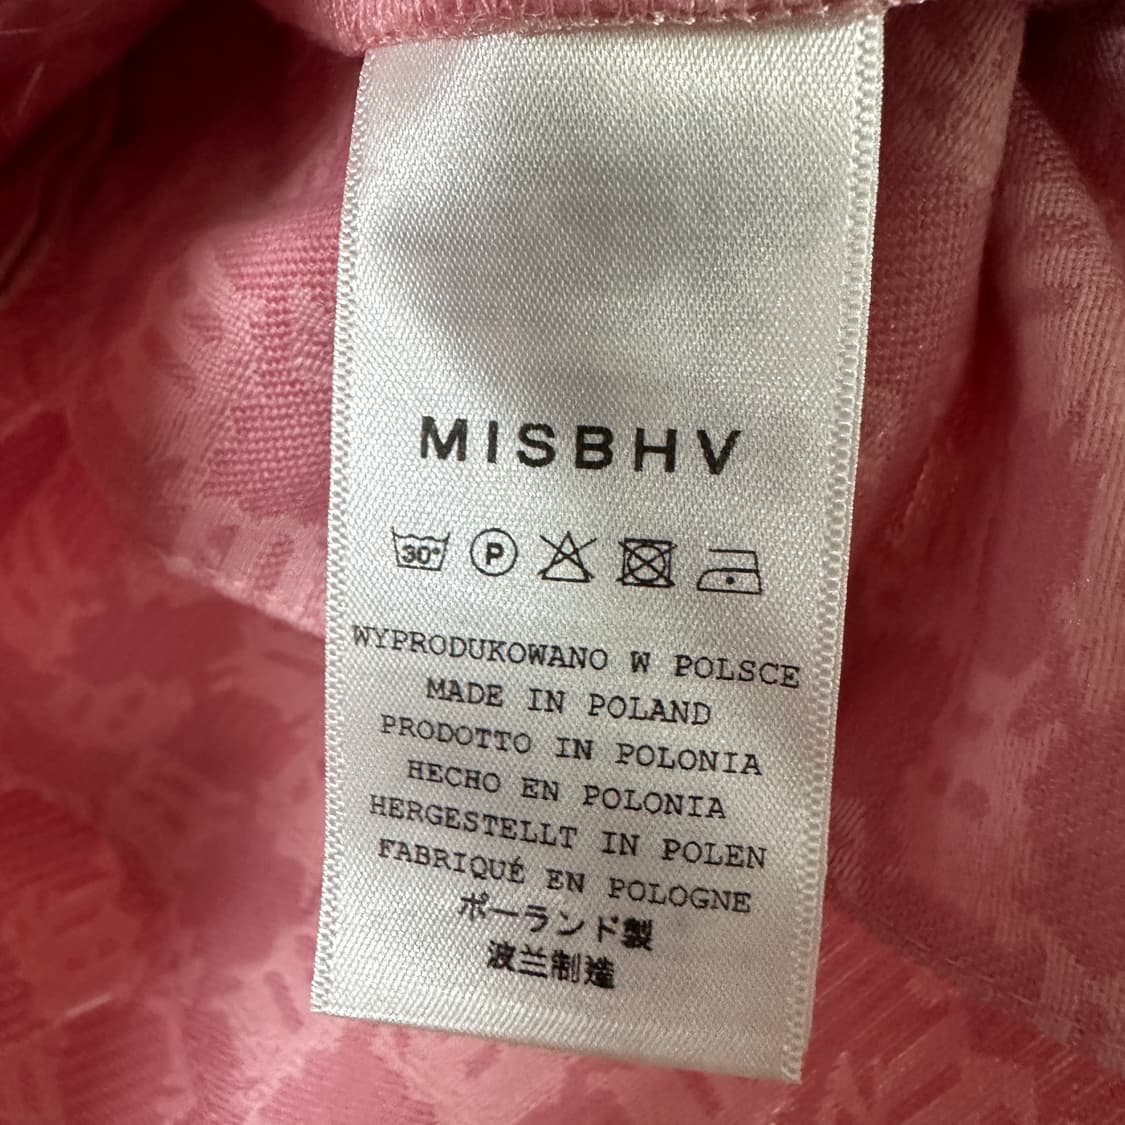 MISBHV
30° P
WYPRODUKOWANO W POLSCE
MADE IN POLAND
PRODOTTO IN POLONIA
HECHO EN POLONIA
HERGESTELLT IN POLEN
FABRIQUÉ EN POLOGNE
ポーランド製
波兰制造